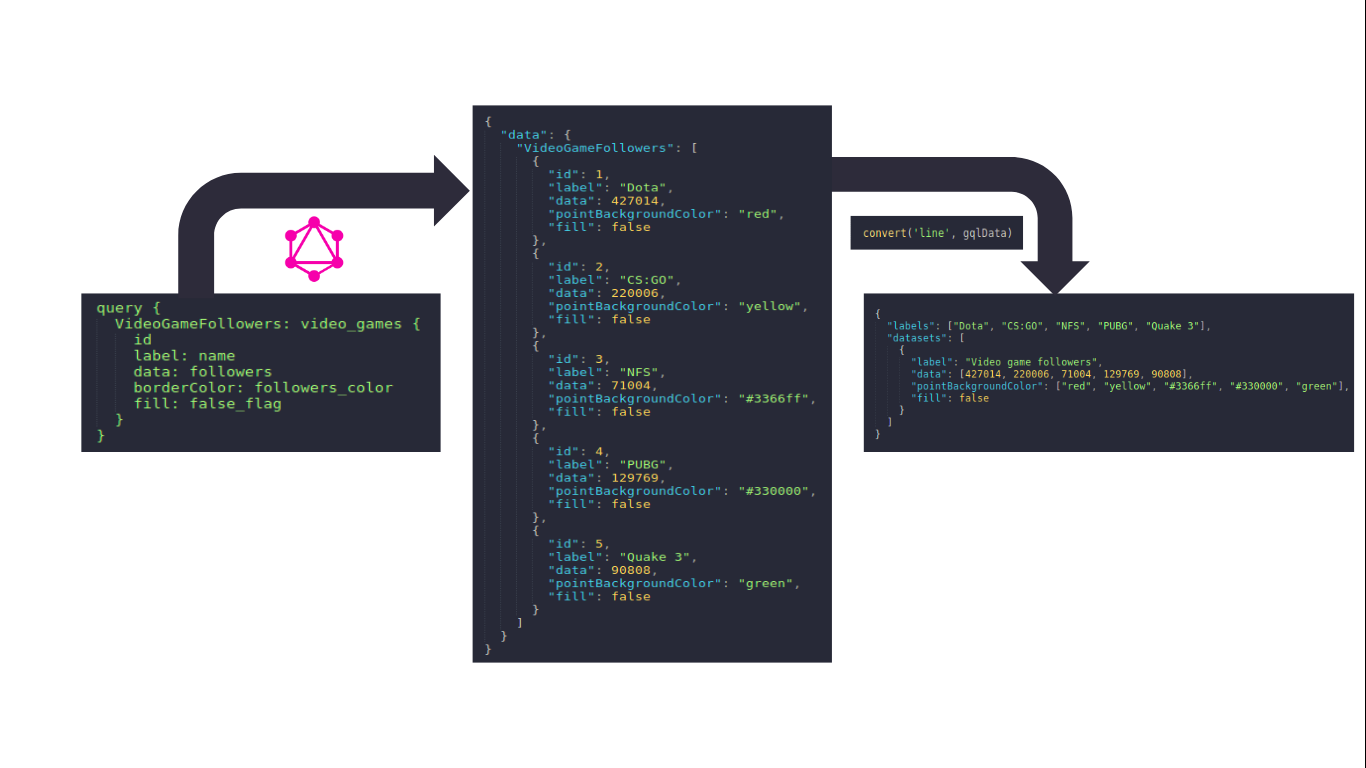 query {
  VideoGameFollowers: video_games {
    id
    label: name
    data: followers
    borderColor: followers_color
    fill: false_flag
  }
}
{
  "data": {
    "VideoGameFollowers": [
      {
        "id": 1,
        "label": "Dota",
        "data": 427014,
        "pointBackgroundColor": "red",
        "fill": false
      },
      {
        "id": 2,
        "label": "CS:GO",
        "data": 220006,
        "pointBackgroundColor": "yellow",
        "fill": false
      },
      {
        "id": 3,
        "label": "NFS",
        "data": 71004,
        "pointBackgroundColor": "#3366ff",
        "fill": false
      },
      {
        "id": 4,
        "label": "PUBG",
        "data": 129769,
        "pointBackgroundColor": "#330000",
        "fill": false
      },
      {
        "id": 5,
        "label": "Quake 3",
        "data": 90808,
        "pointBackgroundColor": "green",
        "fill": false
      }
    ]
  }
}
convert('line', gqlData)
{
  "labels": ["Dota", "CS:GO", "NFS", "PUBG", "Quake 3"],
  "datasets": [
    {
      "label": "Video game followers",
      "data": [427014, 220006, 71004, 129769, 90808],
      "pointBackgroundColor": ["red", "yellow", "#3366ff", "#330000", "green"],
      "fill": false
    }
  ]
}